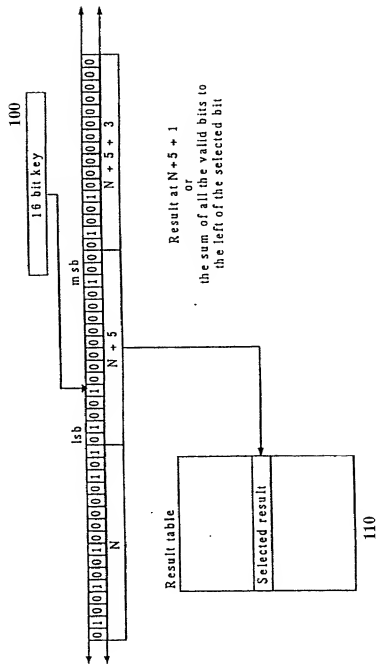 100
16 bit key
lsb
msb
N
N + 5
N + 5 + 3
Result at N+5 + 1
or
the sum of all the valid bits to
the left of the selected bit
Result table
Selected result
110